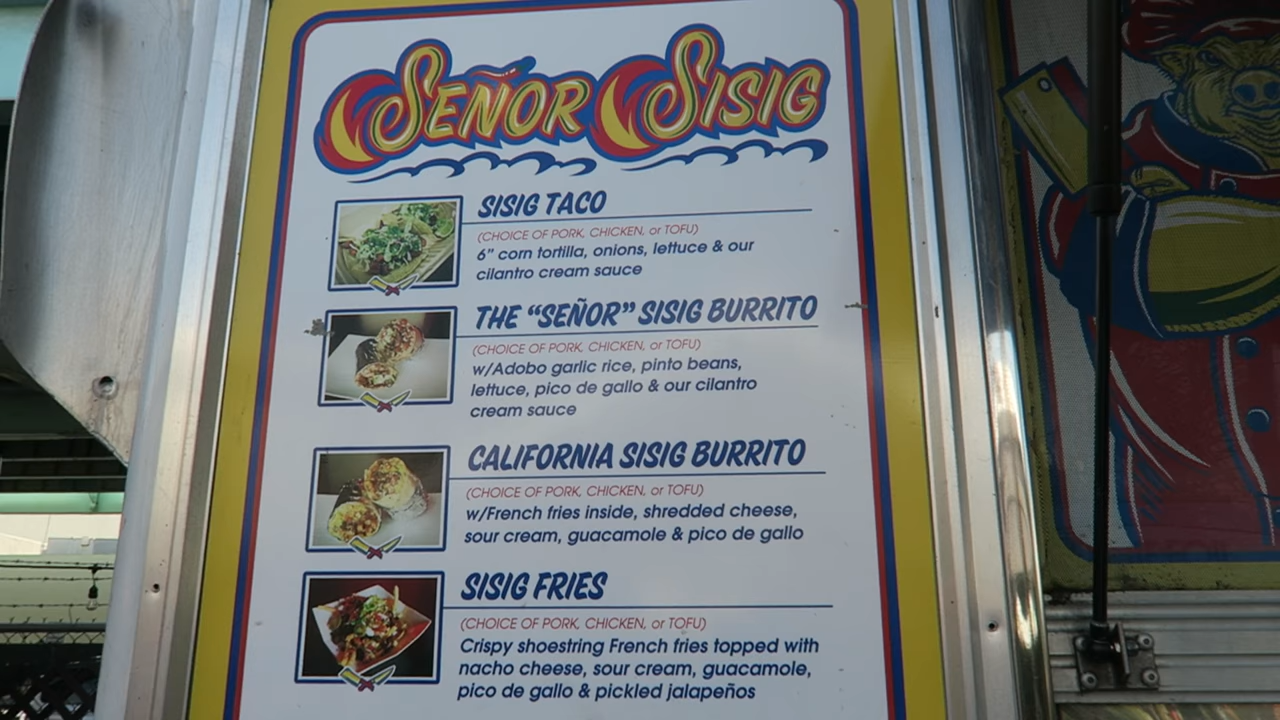 SEÑOR SISIG
SISIG TACO
(CHOICE OF PORK, CHICKEN, or TOFU)
6" corn tortilla, onions, lettuce & our
cilantro cream sauce
THE “SEÑOR” SISIG BURRITO
(CHOICE OF PORK, CHICKEN, or TOFU)
w/Adobo garlic rice, pinto beans,
lettuce, pico de gallo & our cilantro
cream sauce
CALIFORNIA SISIG BURRITO
(CHOICE OF PORK, CHICKEN, or TOFU)
w/French fries inside, shredded cheese,
sour cream, guacamole & pico de gallo
SISIG FRIES
(CHOICE OF PORK, CHICKEN, or TOFU)
Crispy shoestring French fries topped with
nacho cheese, sour cream, guacamole,
pico de gallo & pickled jalapeños